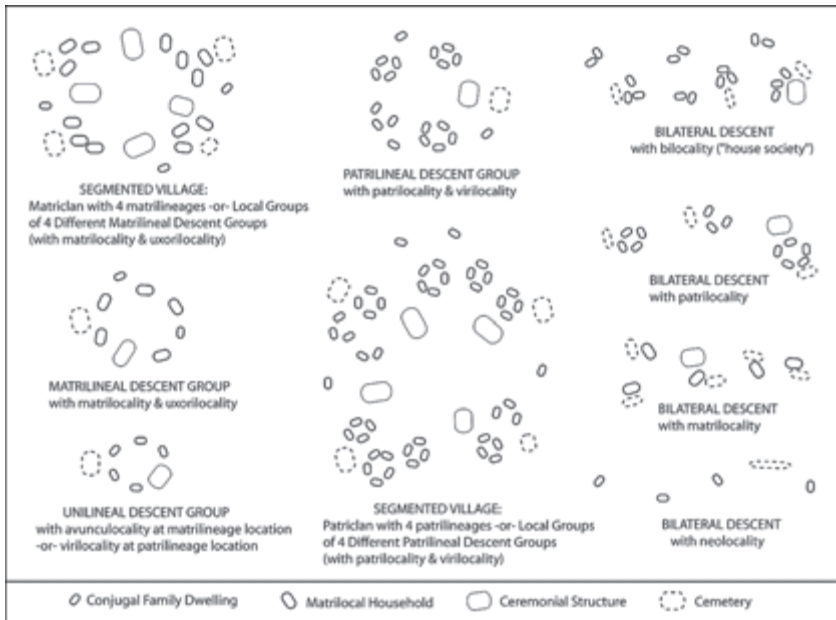 SEGMENTED VILLAGE:
Matriclan with 4 matrilineages -or- Local Groups
of 4 Different Matrilineal Descent Groups
(with matrilocality & uxorilocality)
MATRILINEAL DESCENT GROUP
with matrilocality & uxorilocality
UNILINEAL DESCENT GROUP
with avunculocality at matrilineage location
-or- virilocality at patrilineage location
PATRILINEAL DESCENT GROUP
with patrilocality & virilocality
SEGMENTED VILLAGE:
Patriclan with 4 patrilineages -or- Local Groups
of 4 Different Patrilineal Descent Groups
(with patrilocality & virilocality)
BILATERAL DESCENT
with bilocality ("house society")
BILATERAL DESCENT
with patrilocality
BILATERAL DESCENT
with matrilocality
BILATERAL DESCENT
with neolocality
Conjugal Family Dwelling
Matrilocal Household
Ceremonial Structure
Cemetery